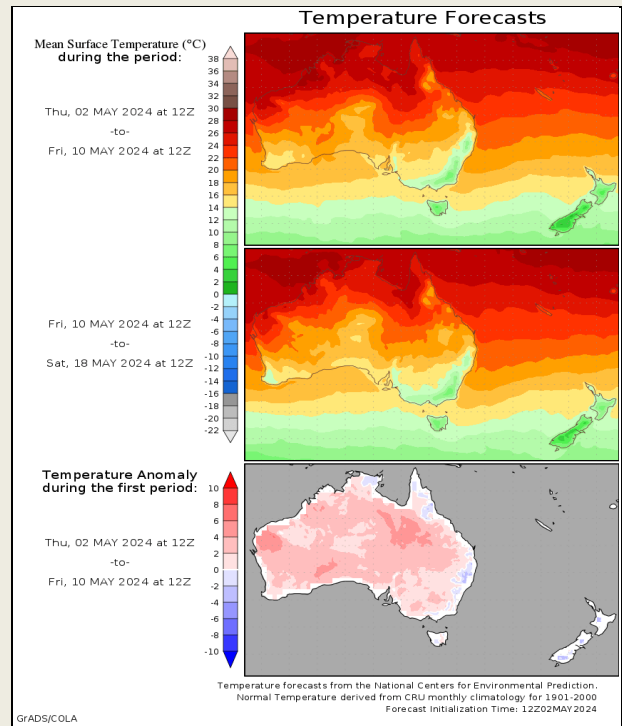 Temperature Forecasts
Mean Surface Temperature (°C)
during the period:
38
36
34
32
30
28
26
24
22
20
18
16
14
12
10
8
6
4
2
0
-2
-4
-6
-8
-10
-12
-14
-16
-18
-20
-22
Thu, 02 MAY 2024 at 12Z
-to-
Fri, 10 MAY 2024 at 12Z
Fri, 10 MAY 2024 at 12Z
-to-
Sat, 18 MAY 2024 at 12Z
Temperature Anomaly
during the first period:
10
8
6
4
2
0
-2
-4
-6
-8
-10
Thu, 02 MAY 2024 at 12Z
-to-
Fri, 10 MAY 2024 at 12Z
Temperature forecasts from the National Centers for Environmental Prediction.
Normal Temperature derived from CRU monthly climatology for 1901-2000
Forecast Initialization Time: 12Z02MAY2024
GrADS/COLA